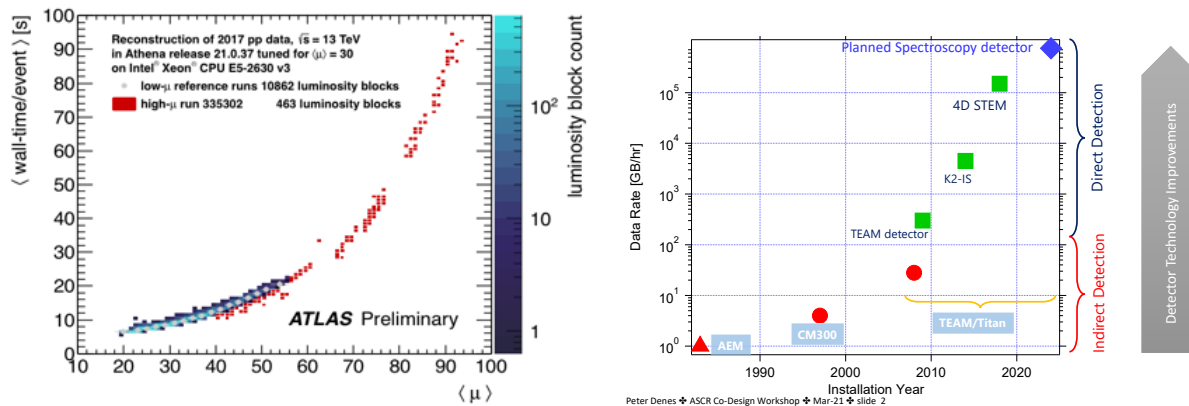 ⟨ wall-time/event ⟩ [s]
100
90
80
70
60
50
40
30
20
10
0
Reconstruction of 2017 pp data, √s = 13 TeV
in Athena release 21.0.37 tuned for ⟨μ⟩ = 30
on Intel® Xeon® CPU E5-2630 v3
low-μ reference runs 10862 luminosity blocks
high-μ run 335302 463 luminosity blocks
ATLAS Preliminary
10 20 30 40 50 60 70 80 90 100
⟨ μ ⟩
10²
10
1
luminosity block count
Data Rate [GB/hr]
10⁵
10⁴
10³
10²
10¹
10⁰
Planned Spectroscopy detector
4D STEM
K2-IS
TEAM detector
TEAM/Titan
CM300
AEM
1990 2000 2010 2020
Installation Year
Direct Detection
Indirect Detection
Detector Technology Improvements
Peter Denes ✤ ASCR Co-Design Workshop ✤ Mar-21 ✤ slide 2